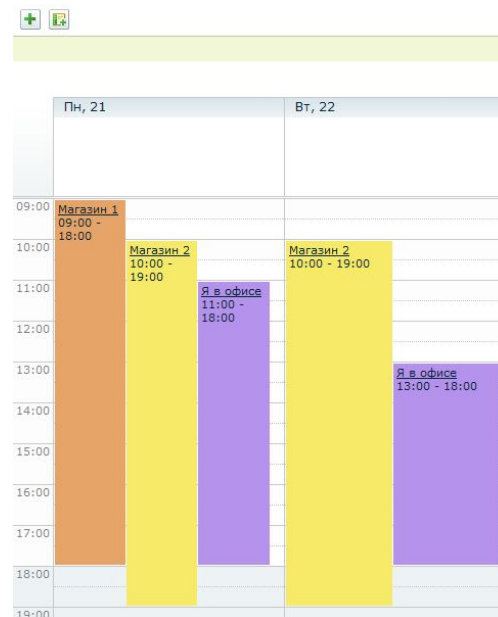 Пн, 21
Вт, 22
09:00
Магазин 1
09:00 -
18:00
10:00
Магазин 2
10:00 -
19:00
Магазин 2
10:00 - 19:00
11:00
Я в офисе
11:00 -
18:00
12:00
13:00
Я в офисе
13:00 - 18:00
14:00
15:00
16:00
17:00
18:00
19:00